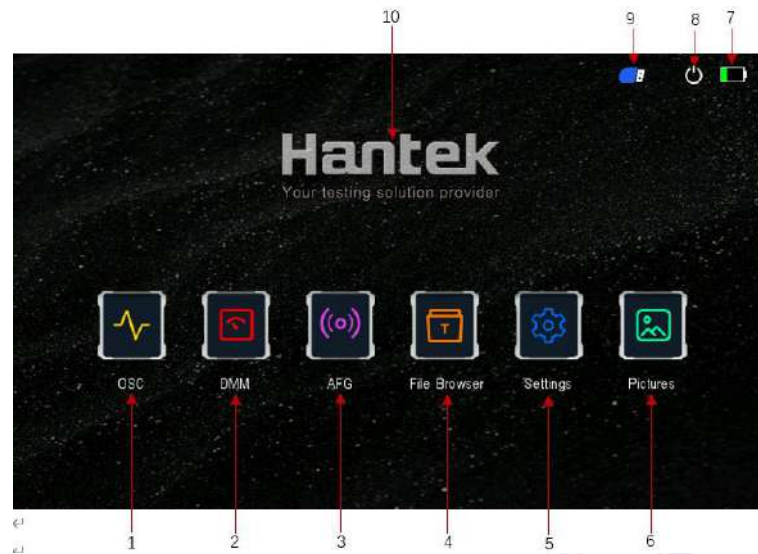 10 9 8 7
Hantek
Your testing solution provider
T
OSC DMM AFG File Browser Settings Pictures
1 2 3 4 5 6